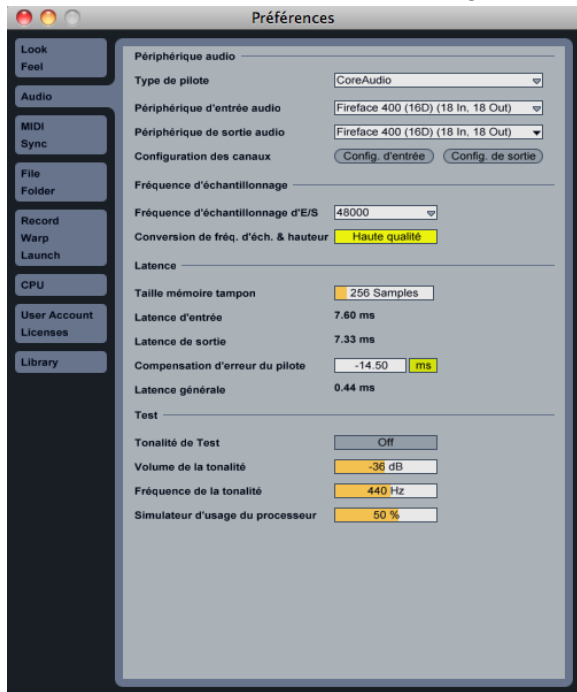 Préférences
Look
Feel
Audio
MIDI
Sync
File
Folder
Record
Warp
Launch
CPU
User Account
Licenses
Library
Périphérique audio
Type de pilote CoreAudio
Périphérique d'entrée audio Fireface 400 (16D) (18 In, 18 Out)
Périphérique de sortie audio Fireface 400 (16D) (18 In, 18 Out)
Configuration des canaux Config. d'entrée Config. de sortie
Fréquence d'échantillonnage
Fréquence d'échantillonnage d'E/S 48000
Conversion de fréq. d'éch. & hauteur Haute qualité
Latence
Taille mémoire tampon 256 Samples
Latence d'entrée 7.60 ms
Latence de sortie 7.33 ms
Compensation d'erreur du pilote -14.50 ms
Latence générale 0.44 ms
Test
Tonalité de Test Off
Volume de la tonalité -36 dB
Fréquence de la tonalité 440 Hz
Simulateur d'usage du processeur 50 %